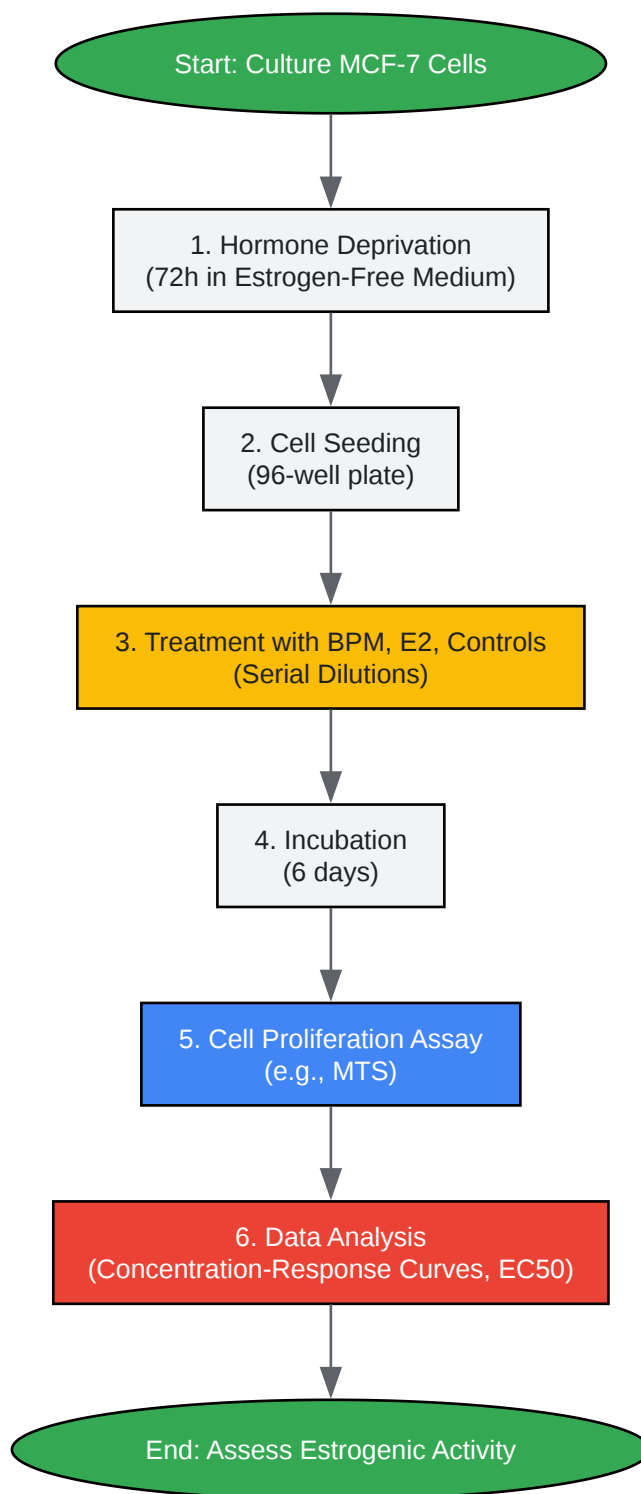 Start: Culture MCF-7 Cells
1. Hormone Deprivation
(72h in Estrogen-Free Medium)
2. Cell Seeding
(96-well plate)
3. Treatment with BPM, E2, Controls
(Serial Dilutions)
4. Incubation
(6 days)
5. Cell Proliferation Assay
(e.g., MTS)
6. Data Analysis
(Concentration-Response Curves, EC50)
End: Assess Estrogenic Activity